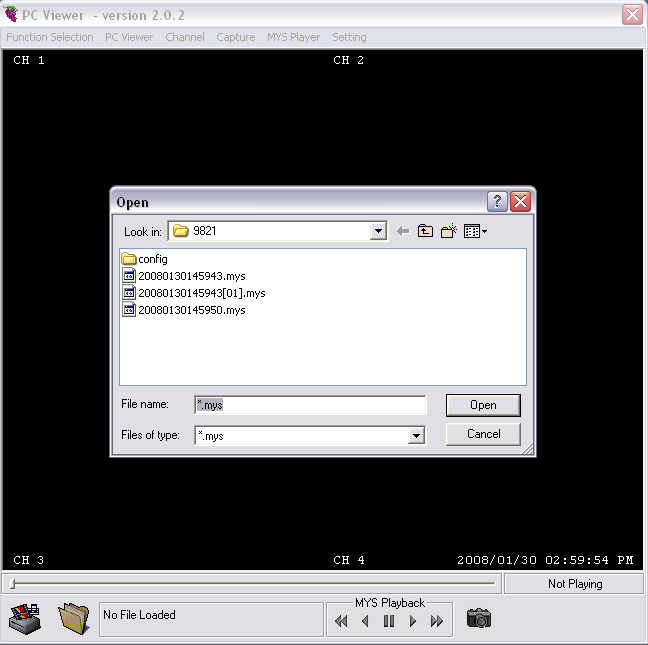 PC Viewer - version 2.0.2
Function Selection PC Viewer Channel Capture MYS Player Setting
CH 1 CH 2
Open ?
Look in: 9821
config
20080130145943.mys
20080130145943[01].mys
20080130145950.mys
File name: *.mys Open
Files of type: *.mys Cancel
CH 3 CH 4 2008/01/30 02:59:54 PM
Not Playing
MYS Playback
No File Loaded